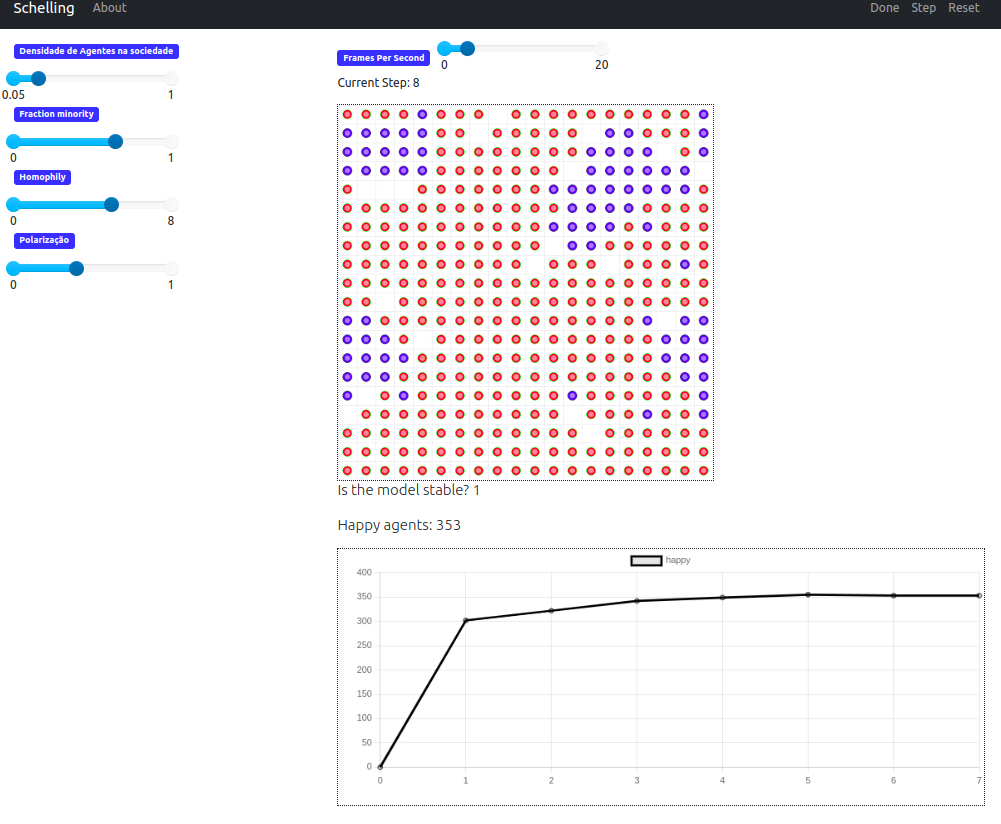 Schelling About Done Step Reset
Densidade de Agentes na sociedade
0.05 1
Fraction minority
0 1
Homophily
0 8
Polarização
0 1
Frames Per Second
0 20
Current Step: 8
Is the model stable? 1
Happy agents: 353
happy
400
350
300
250
200
150
100
50
0
0 1 2 3 4 5 6 7